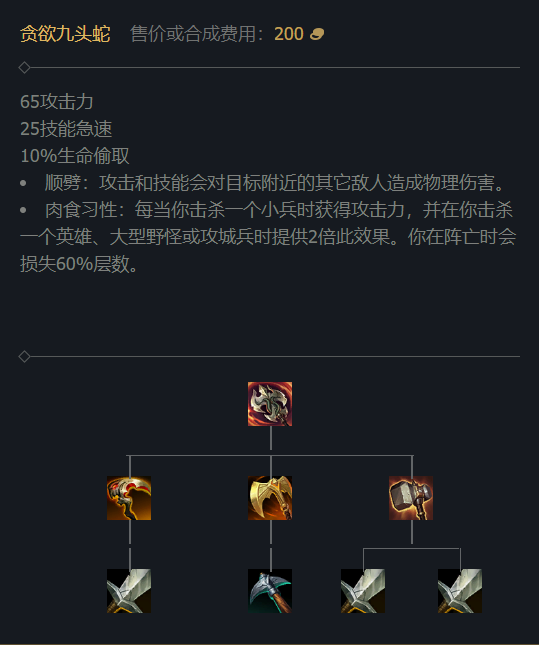 贪欲九头蛇 售价或合成费用：200
65攻击力
25技能急速
10%生命偷取
• 顺劈：攻击和技能会对目标附近的其它敌人造成物理伤害。
• 肉食习性：每当你击杀一个小兵时获得攻击力，并在你击杀
一个英雄、大型野怪或攻城兵时提供2倍此效果。你在阵亡时会
损失60%层数。